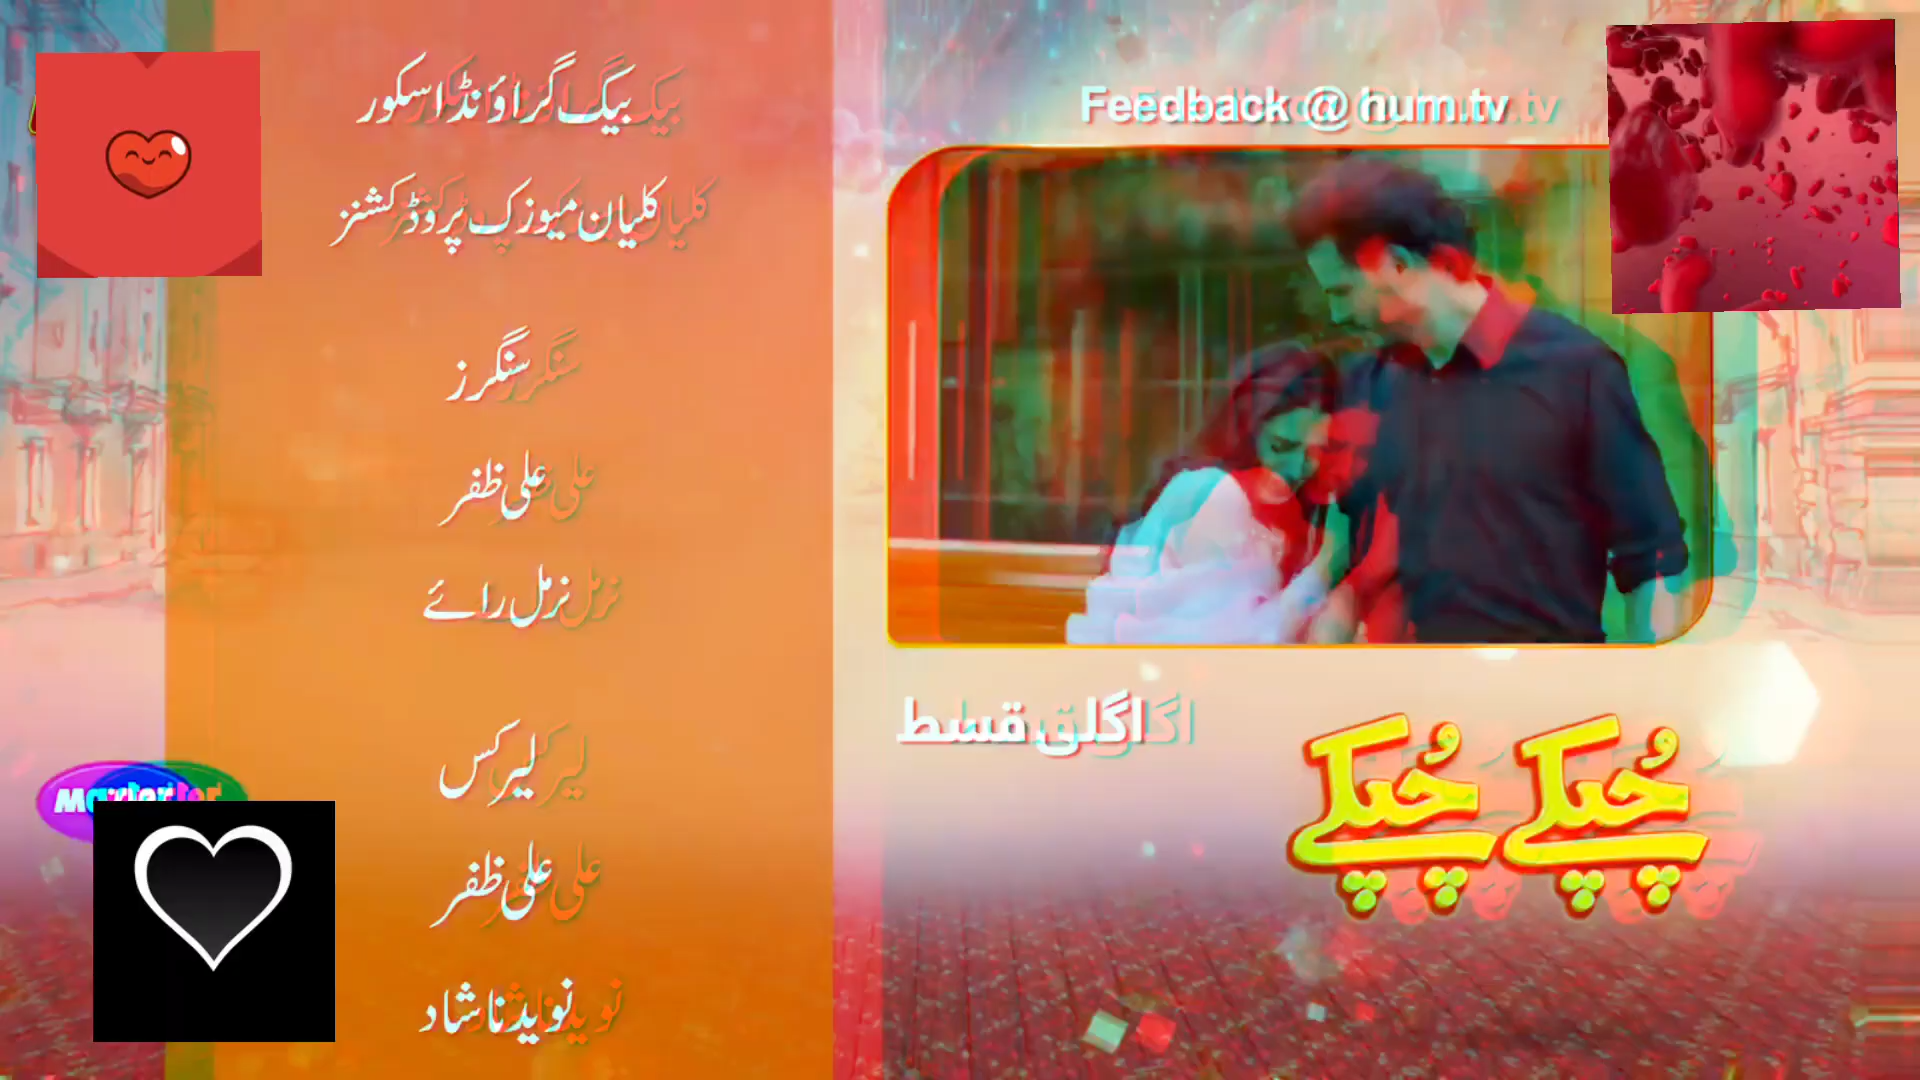 بیک گراؤنڈ اسکور
کلیان میوزک پروڈکشنز
سنگرز
علی ظفر
نرمل رائے
لیرکس
علی ظفر
نوید ناشاد
Feedback @ hum.tv
اگلی قسط
چُپکے چُپکے